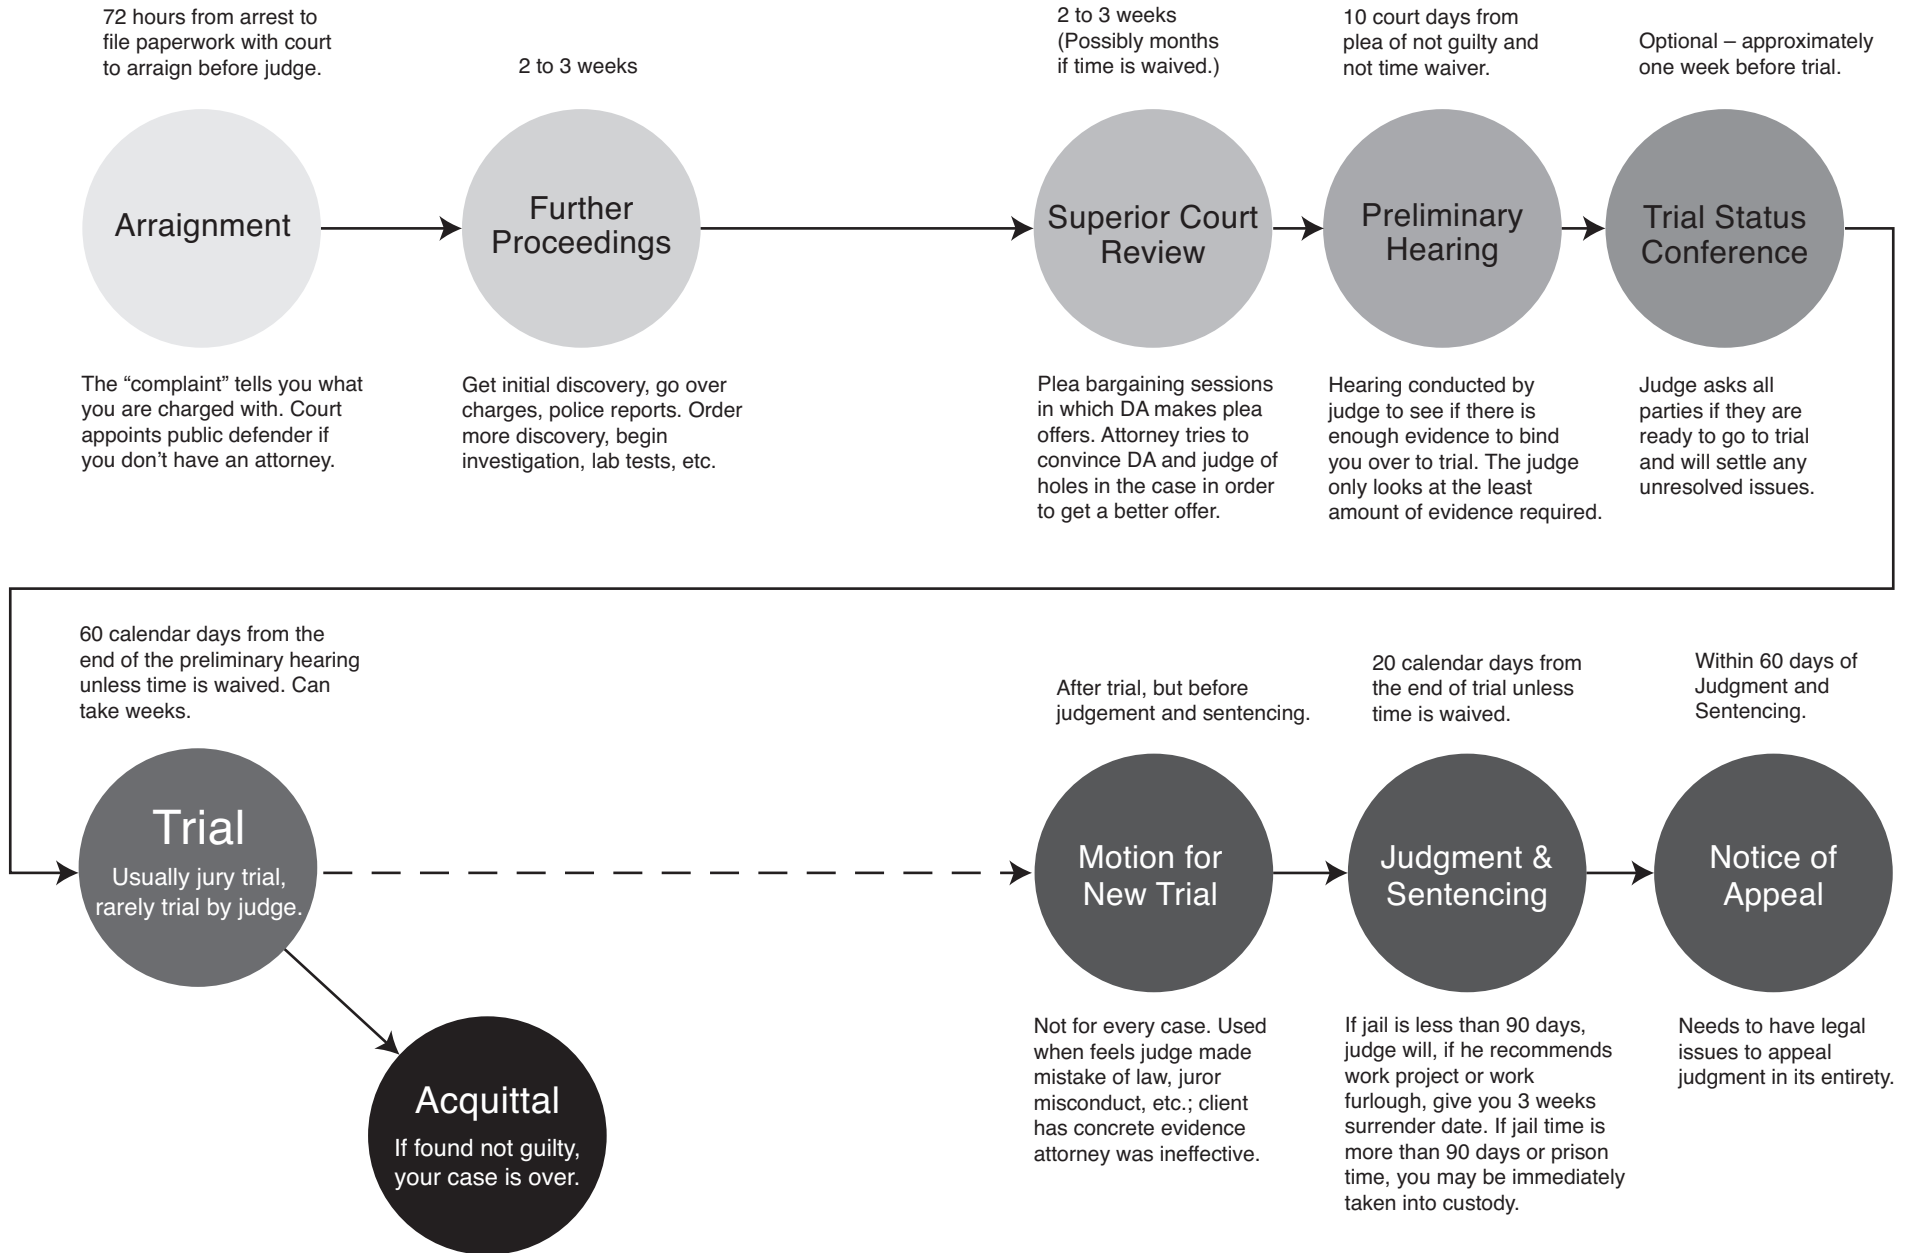 72 hours from arrest to
file paperwork with court
to arraign before judge.
2 to 3 weeks
2 to 3 weeks
(Possibly months
if time is waived.)
10 court days from
plea of not guilty and
not time waiver.
Optional – approximately
one week before trial.
Arraignment
Further
Proceedings
Superior Court
Review
Preliminary
Hearing
Trial Status
Conference
The “complaint” tells you what
you are charged with. Court
appoints public defender if
you don’t have an attorney.
Get initial discovery, go over
charges, police reports. Order
more discovery, begin
investigation, lab tests, etc.
Plea bargaining sessions
in which DA makes plea
offers. Attorney tries to
convince DA and judge of
holes in the case in order
to get a better offer.
Hearing conducted by
judge to see if there is
enough evidence to bind
you over to trial. The judge
only looks at the least
amount of evidence required.
Judge asks all
parties if they are
ready to go to trial
and will settle any
unresolved issues.
60 calendar days from the
end of the preliminary hearing
unless time is waived. Can
take weeks.
After trial, but before
judgement and sentencing.
20 calendar days from
the end of trial unless
time is waived.
Within 60 days of
Judgment and
Sentencing.
Trial
Usually jury trial,
rarely trial by judge.
Motion for
New Trial
Judgment &
Sentencing
Notice of
Appeal
Acquittal
If found not guilty,
your case is over.
Not for every case. Used
when feels judge made
mistake of law, juror
misconduct, etc.; client
has concrete evidence
attorney was ineffective.
If jail is less than 90 days,
judge will, if he recommends
work project or work
furlough, give you 3 weeks
surrender date. If jail time is
more than 90 days or prison
time, you may be immediately
taken into custody.
Needs to have legal
issues to appeal
judgment in its entirety.